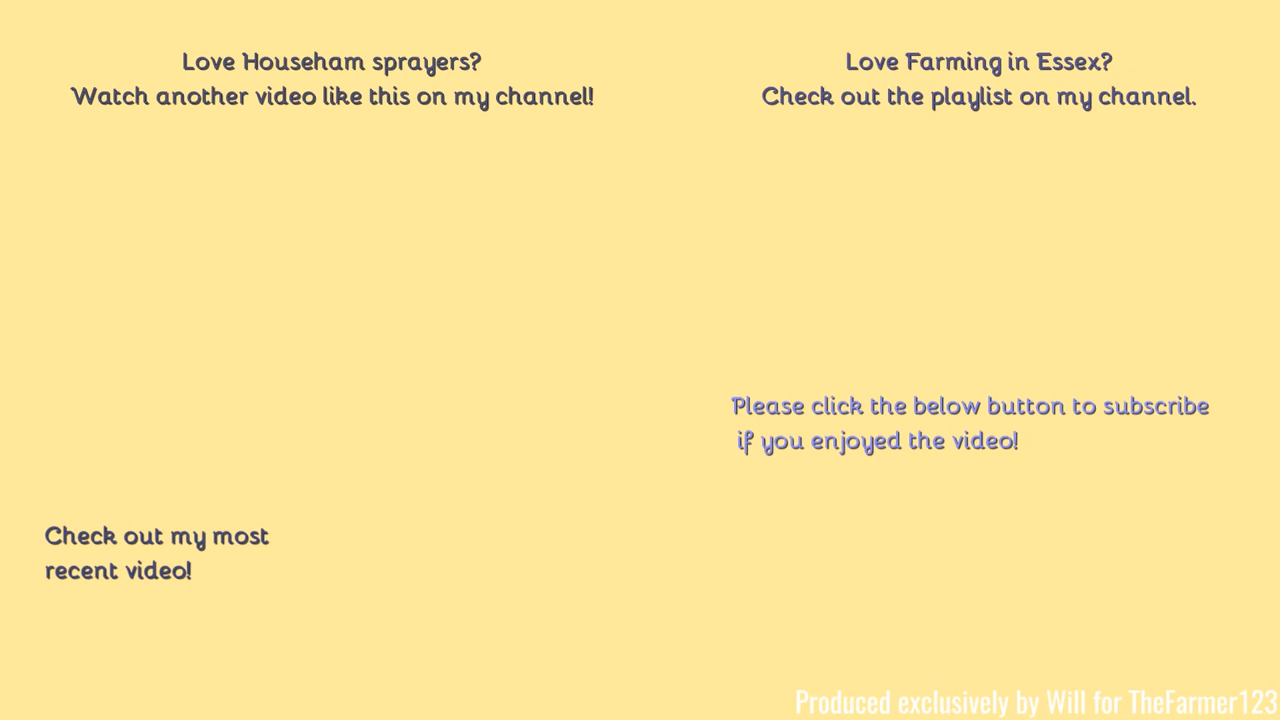 Love Househam sprayers?
Watch another video like this on my channel!
Love Farming in Essex?
Check out the playlist on my channel.
Please click the below button to subscribe
if you enjoyed the video!
Check out my most
recent video!
Produced exclusively by Will for TheFarmer123